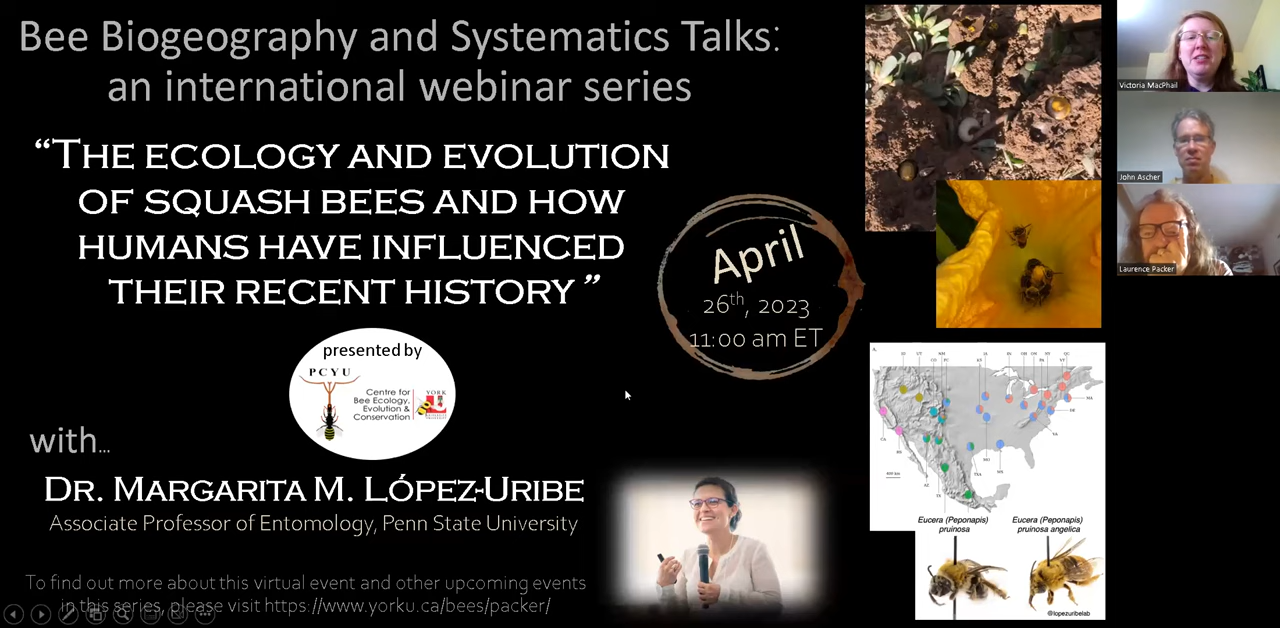 Bee Biogeography and Systematics Talks:
an international webinar series
“THE ECOLOGY AND EVOLUTION
OF SQUASH BEES AND HOW
HUMANS HAVE INFLUENCED
THEIR RECENT HISTORY ”
April
26th, 2023
11:00 am ET
presented by
PCYU
Centre for
Bee Ecology,
Evolution &
Conservation
YORK
with...
DR. MARGARITA M. LÓPEZ-URIBE
Associate Professor of Entomology, Penn State University
To find out more about this virtual event and other upcoming events
in this series, please visit https://www.yorku.ca/bees/packer/
Eucera (Peponapis)
pruinosa
Eucera (Peponapis)
pruinosa angelica
@lopezuribelab
Victoria MacPhail
John Ascher
Laurence Packer